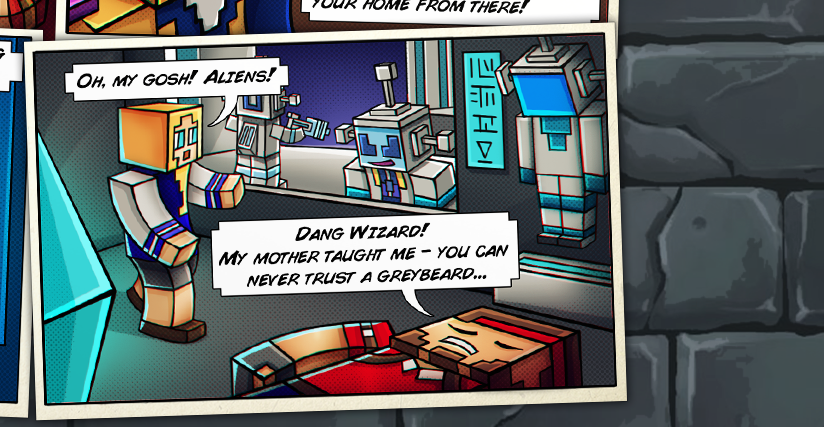 YOUR HOME FROM THERE!
OH, MY GOSH! ALIENS!
DANG WIZARD!
MY MOTHER TAUGHT ME – YOU CAN
NEVER TRUST A GREYBEARD...